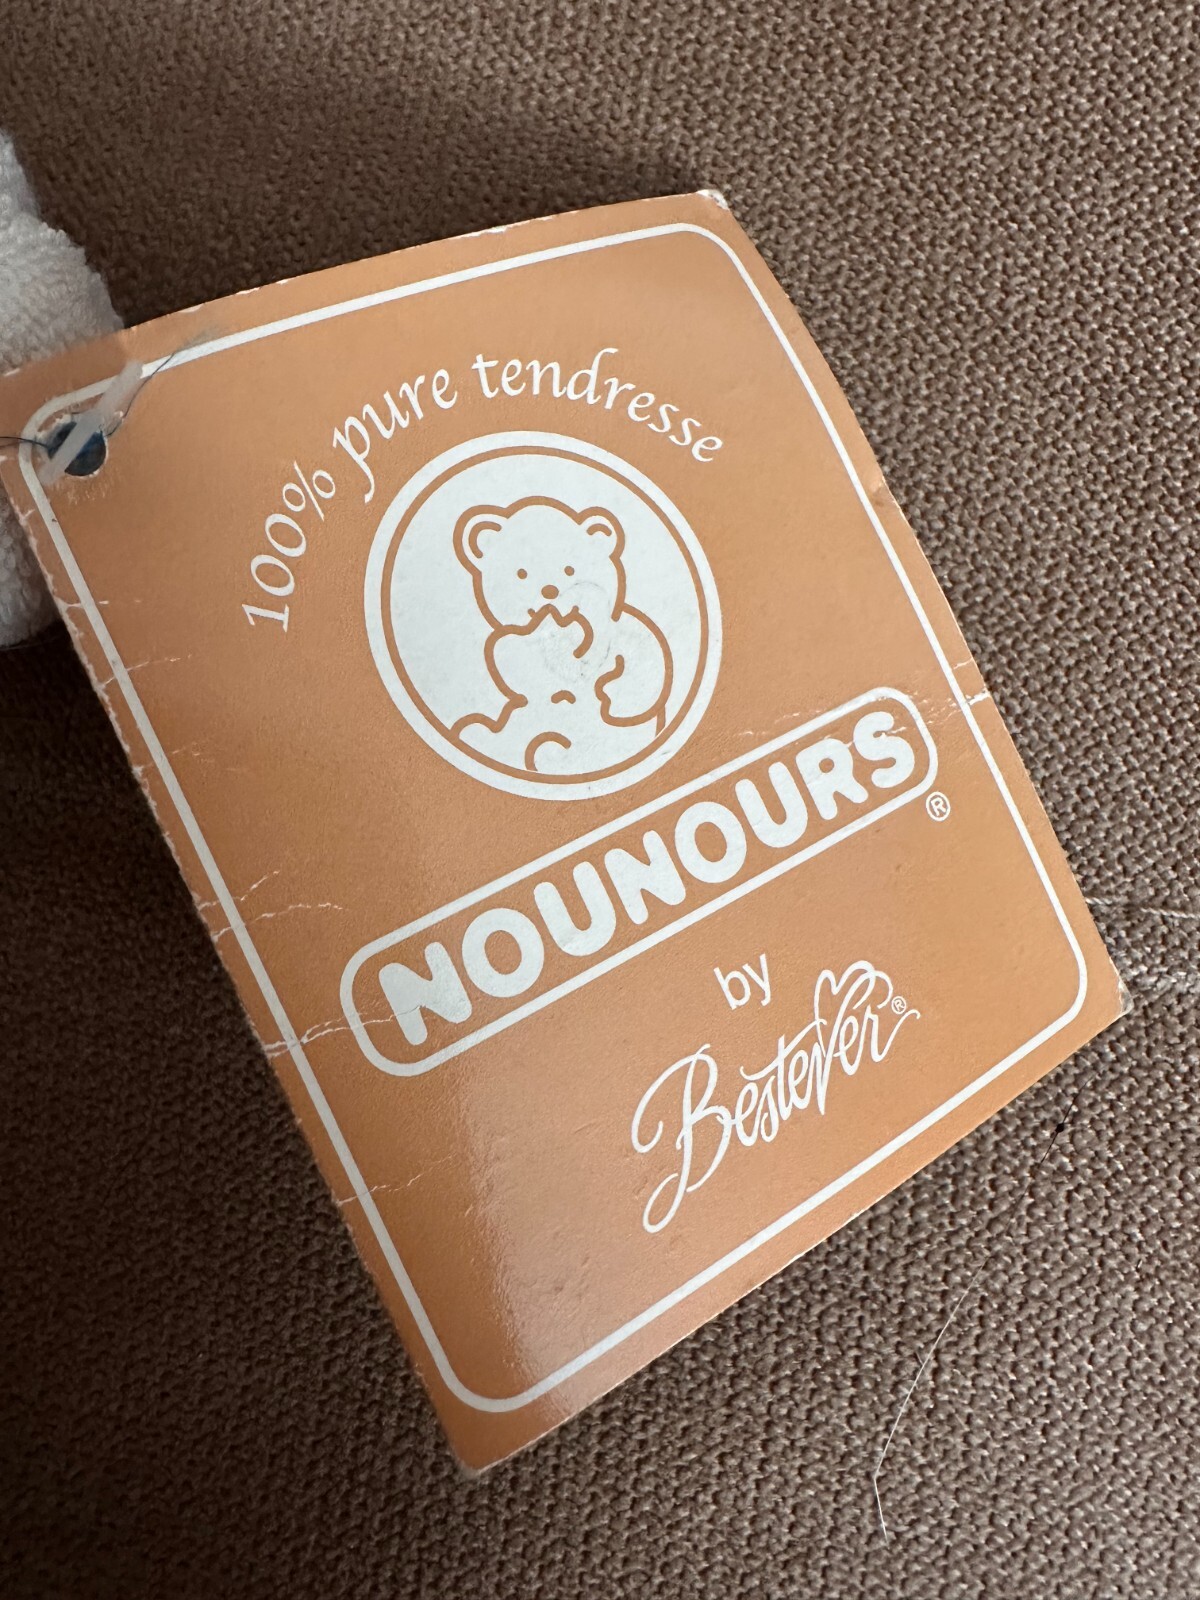 100% pure tendresse
NOUNOURS®
by
Bestever®